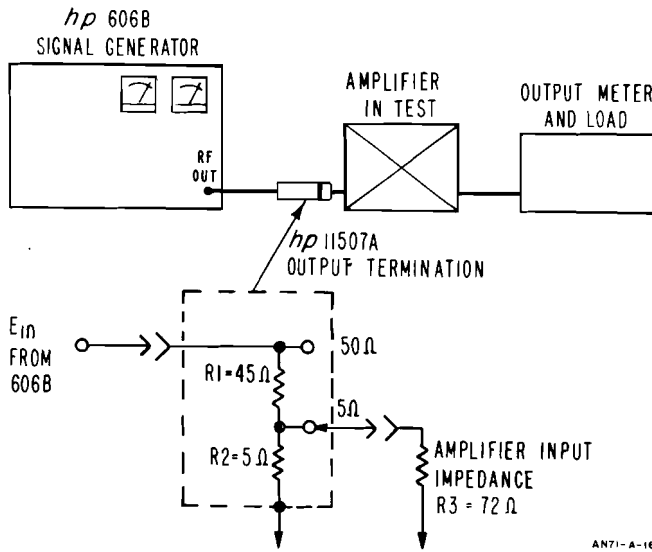 hp 606B
SIGNAL GENERATOR
RF
OUT
AMPLIFIER
IN TEST
OUTPUT METER
AND LOAD
hp 11507A
OUTPUT TERMINATION
Ein
FROM
606B
50Ω
R1=45Ω
5Ω
R2=5Ω
AMPLIFIER INPUT
IMPEDANCE
R3=72Ω